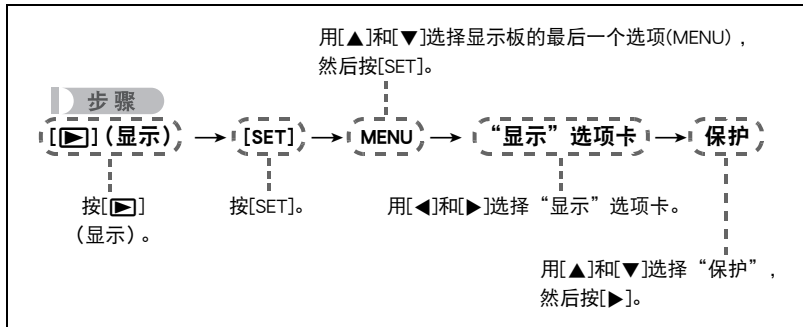 用[▲]和[▼]选择显示板的最后一个选项(MENU)，
然后按[SET]。
步骤
[▶]（显示） → [SET] → MENU → “显示”选项卡 → 保护
按[▶]
（显示）。
按[SET]。
用[◀]和[▶]选择“显示”选项卡。
用[▲]和[▼]选择“保护”，
然后按[▶]。